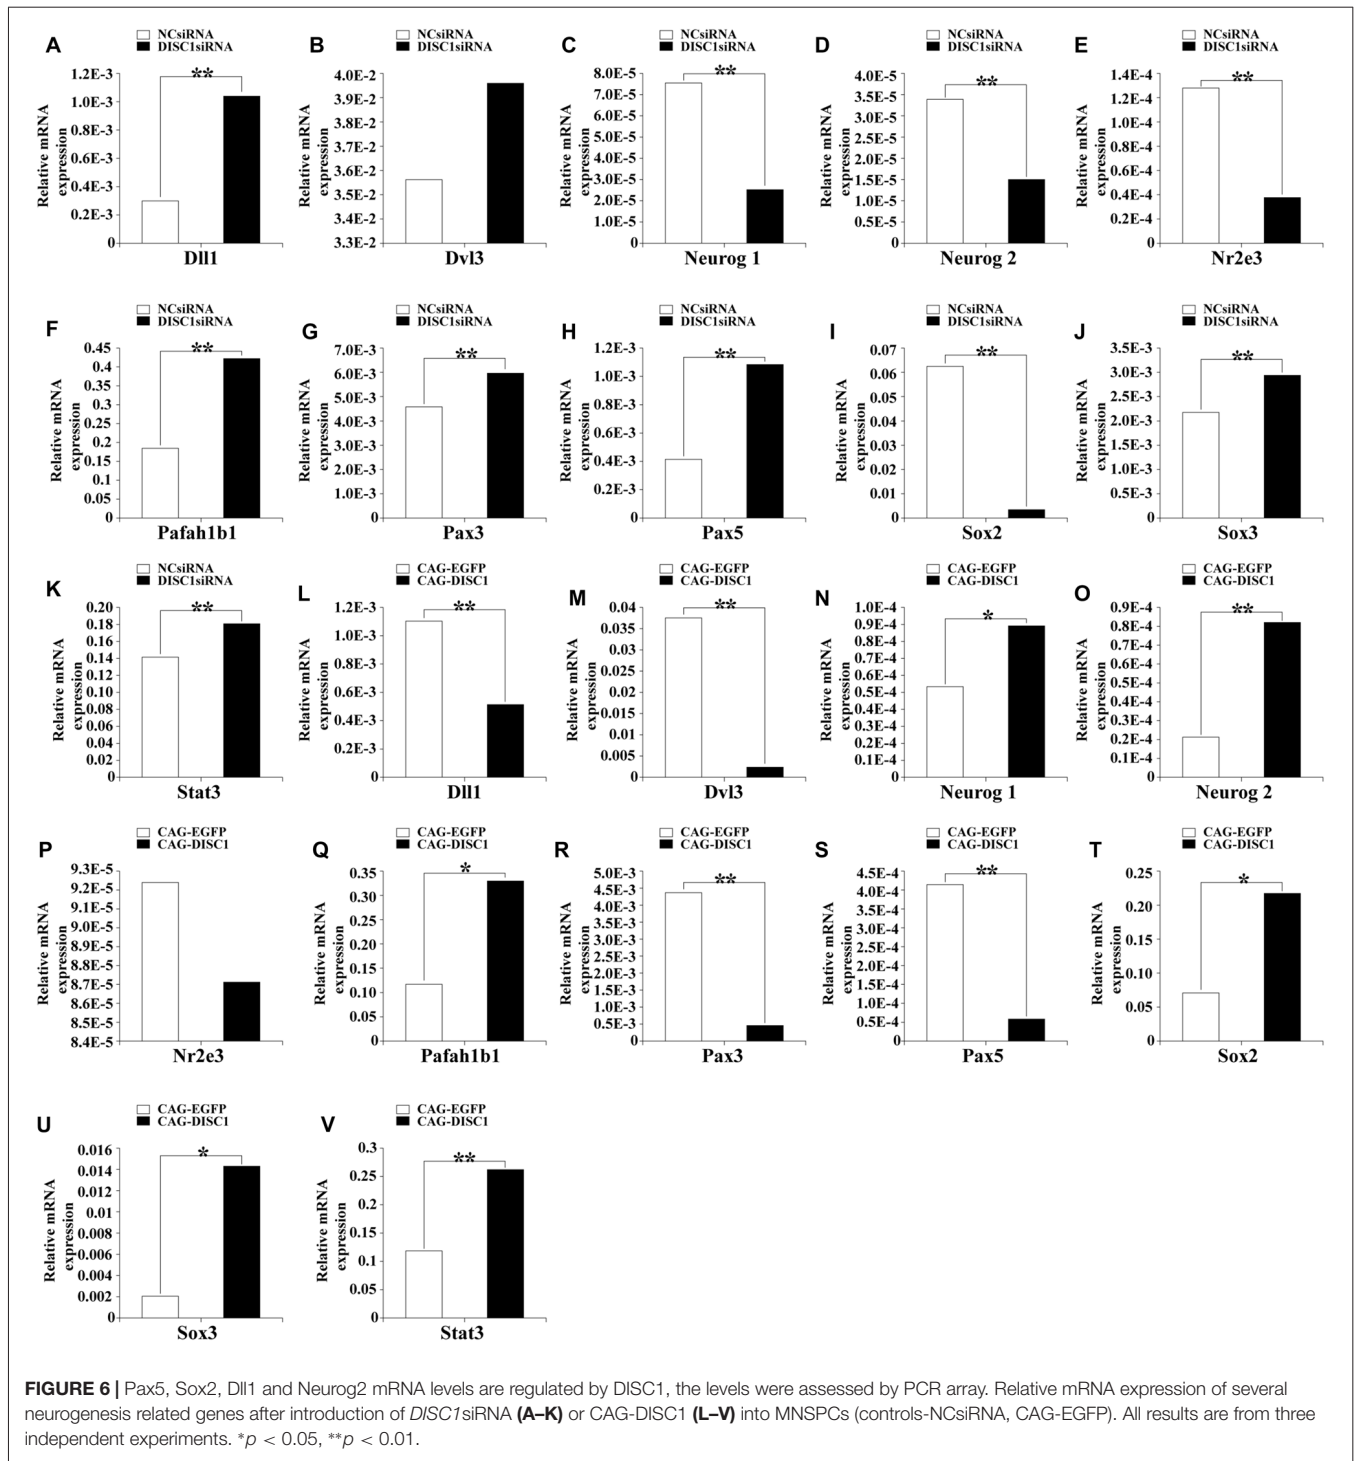 A
NCsiRNA
DISC1siRNA
Relative mRNA
expression
1.2E-3
1.0E-3
0.8E-3
0.6E-3
0.4E-3
0.2E-3
0
**
Dll1
B
NCsiRNA
DISC1siRNA
Relative mRNA
expression
4.0E-2
3.9E-2
3.8E-2
3.7E-2
3.6E-2
3.5E-2
3.4E-2
3.3E-2
Dvl3
C
NCsiRNA
DISC1siRNA
Relative mRNA
expression
8.0E-5
7.0E-5
6.0E-5
5.0E-5
4.0E-5
3.0E-5
2.0E-5
1.0E-5
0
**
Neurog 1
D
NCsiRNA
DISC1siRNA
Relative mRNA
expression
4.0E-5
3.5E-5
3.0E-5
2.5E-5
2.0E-5
1.5E-5
1.0E-5
0.5E-5
0
**
Neurog 2
E
NCsiRNA
DISC1siRNA
Relative mRNA
expression
1.4E-4
1.2E-4
1.0E-4
0.8E-4
0.6E-4
0.4E-4
0.2E-4
0
**
Nr2e3
F
NCsiRNA
DISC1siRNA
Relative mRNA
expression
0.45
0.4
0.35
0.3
0.25
0.2
0.15
0.1
0.05
0
**
Pafah1b1
G
NCsiRNA
DISC1siRNA
Relative mRNA
expression
7.0E-3
6.0E-3
5.0E-3
4.0E-3
3.0E-3
2.0E-3
1.0E-3
0
**
Pax3
H
NCsiRNA
DISC1siRNA
Relative mRNA
expression
1.2E-3
1.0E-3
0.8E-3
0.6E-3
0.4E-3
0.2E-3
0
**
Pax5
I
NCsiRNA
DISC1siRNA
Relative mRNA
expression
0.07
0.06
0.05
0.04
0.03
0.02
0.01
0
**
Sox2
J
NCsiRNA
DISC1siRNA
Relative mRNA
expression
3.5E-3
3.0E-3
2.5E-3
2.0E-3
1.5E-3
1.0E-3
0.5E-3
0
**
Sox3
K
NCsiRNA
DISC1siRNA
Relative mRNA
expression
0.20
0.18
0.16
0.14
0.12
0.10
0.08
0.06
0.04
0.02
0
**
Stat3
L
CAG-EGFP
CAG-DISC1
Relative mRNA
expression
1.2E-3
1.0E-3
0.8E-3
0.6E-3
0.4E-3
0.2E-3
0
**
Dll1
M
CAG-EGFP
CAG-DISC1
Relative mRNA
expression
0.04
0.035
0.03
0.025
0.02
0.015
0.01
0.005
0
**
Dvl3
N
CAG-EGFP
CAG-DISC1
Relative mRNA
expression
1.0E-4
0.9E-4
0.8E-4
0.7E-4
0.6E-4
0.5E-4
0.4E-4
0.3E-4
0.2E-4
0.1E-4
0
*
Neurog 1
O
CAG-EGFP
CAG-DISC1
Relative mRNA
expression
0.9E-4
0.8E-4
0.7E-4
0.6E-4
0.5E-4
0.4E-4
0.3E-4
0.2E-4
0.1E-4
0
**
Neurog 2
P
CAG-EGFP
CAG-DISC1
Relative mRNA
expression
9.3E-5
9.2E-5
9.1E-5
9.0E-5
8.9E-5
8.8E-5
8.7E-5
8.6E-5
8.5E-5
8.4E-5
Nr2e3
Q
CAG-EGFP
CAG-DISC1
Relative mRNA
expression
0.35
0.30
0.25
0.20
0.15
0.10
0.05
0
*
Pafah1b1
R
CAG-EGFP
CAG-DISC1
Relative mRNA
expression
5.0E-3
4.5E-3
4.0E-3
3.5E-3
3.0E-3
2.5E-3
2.0E-3
1.5E-3
1.0E-3
0.5E-3
0
**
Pax3
S
CAG-EGFP
CAG-DISC1
Relative mRNA
expression
4.5E-4
4.0E-4
3.5E-4
3.0E-4
2.5E-4
2.0E-4
1.5E-4
1.0E-4
0.5E-4
0
**
Pax5
T
CAG-EGFP
CAG-DISC1
Relative mRNA
expression
0.25
0.20
0.15
0.10
0.05
0
*
Sox2
U
CAG-EGFP
CAG-DISC1
Relative mRNA
expression
0.016
0.014
0.012
0.01
0.008
0.006
0.004
0.002
0
*
Sox3
V
CAG-EGFP
CAG-DISC1
Relative mRNA
expression
0.3
0.25
0.2
0.15
0.1
0.05
0
**
Stat3
FIGURE 6 | Pax5, Sox2, Dll1 and Neurog2 mRNA levels are regulated by DISC1, the levels were assessed by PCR array. Relative mRNA expression of several
neurogenesis related genes after introduction of DISC1siRNA (A–K) or CAG-DISC1 (L–V) into MNSPCs (controls-NCsiRNA, CAG-EGFP). All results are from three
independent experiments. *p < 0.05, **p < 0.01.